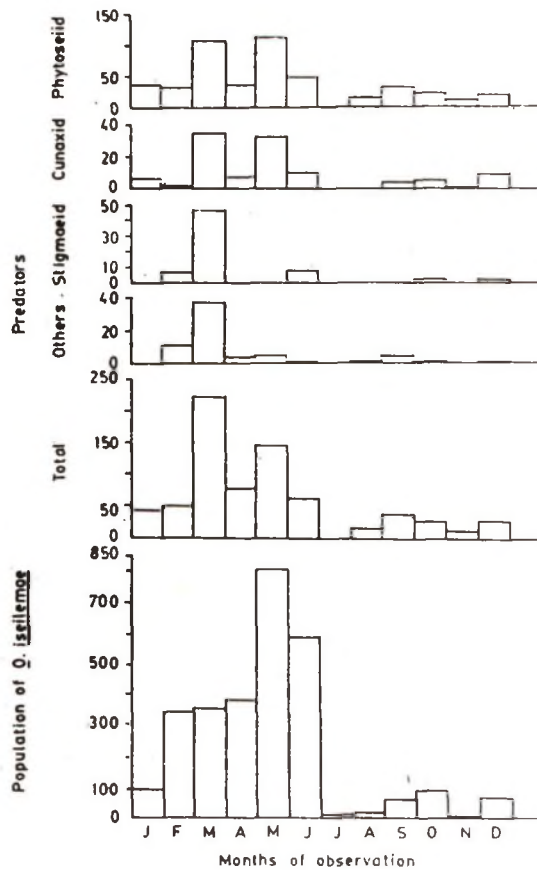 Predators
Phytoseiid
150
100
50
0
Cunaxid
40
20
0
Stigmaeid
50
30
10
0
Others
40
20
0
Total
250
150
50
0
Population of O. iseilemae
850
700
500
300
100
0
J F M A M J J A S O N D
Months of observation